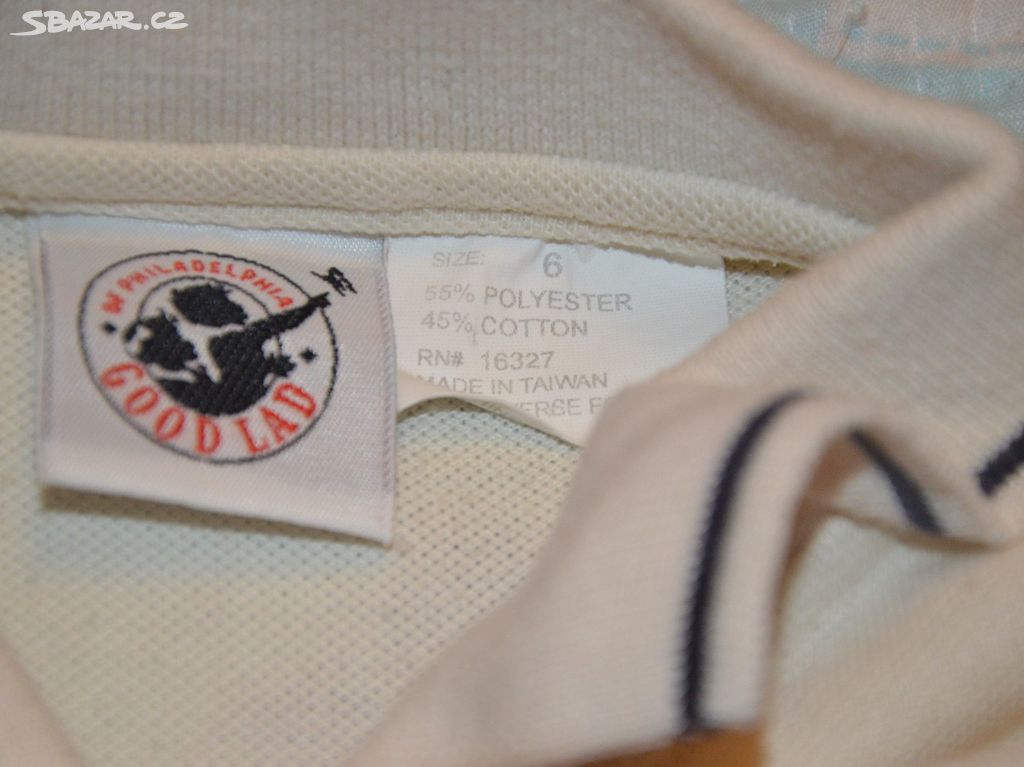 SBAZAR.CZ
OF PHILADELPHIA
GOOD LAD
SIZE: 6
55% POLYESTER
45% COTTON
RN# 16327
MADE IN TAIWAN